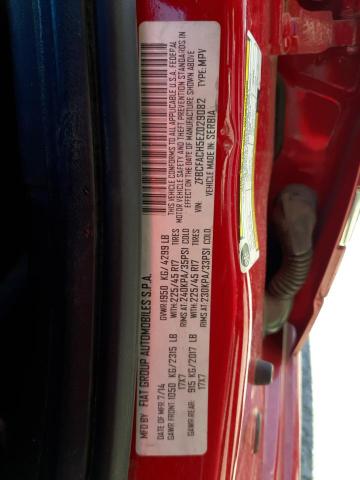 MFD BY: FIAT GROUP AUTOMOBILES S.P.A.
DATE OF MFR: 7/14 GVWR: 1950 KG/4299 LB
GAWR FRONT: 1050 KG/2315 LB WITH: 225/45 R17 TIRES
17X7 RIMS AT: 240KPA/35PSI COLD
GAWR REAR: 915 KG/2017 LB WITH: 225/45 R17 TIRES
17X7 RIMS AT: 230KPA/33PSI COLD
THIS VEHICLE CONFORMS TO ALL APPLICABLE U.S.A. FEDERAL
MOTOR VEHICLE SAFETY AND THEFT PREVENTION STANDARDS IN
EFFECT ON THE DATE OF MANUFACTURE SHOWN ABOVE
VEHICLE MADE IN: SERBIA
VIN: ZFBCFACH5EZ029082 TYPE: MPV